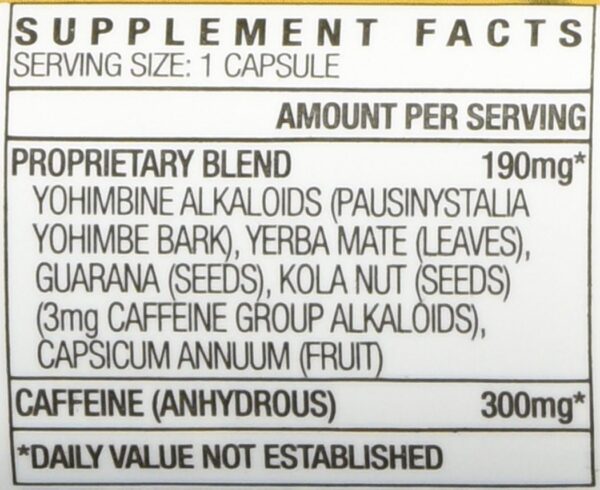 SUPPLEMENT FACTS
SERVING SIZE: 1 CAPSULE
AMOUNT PER SERVING
PROPRIETARY BLEND 190mg*
YOHIMBINE ALKALOIDS (PAUSINYSTALIA
YOHIMBE BARK), YERBA MATE (LEAVES),
GUARANA (SEEDS), KOLA NUT (SEEDS)
(3mg CAFFEINE GROUP ALKALOIDS),
CAPSICUM ANNUUM (FRUIT)
CAFFEINE (ANHYDROUS) 300mg*
*DAILY VALUE NOT ESTABLISHED